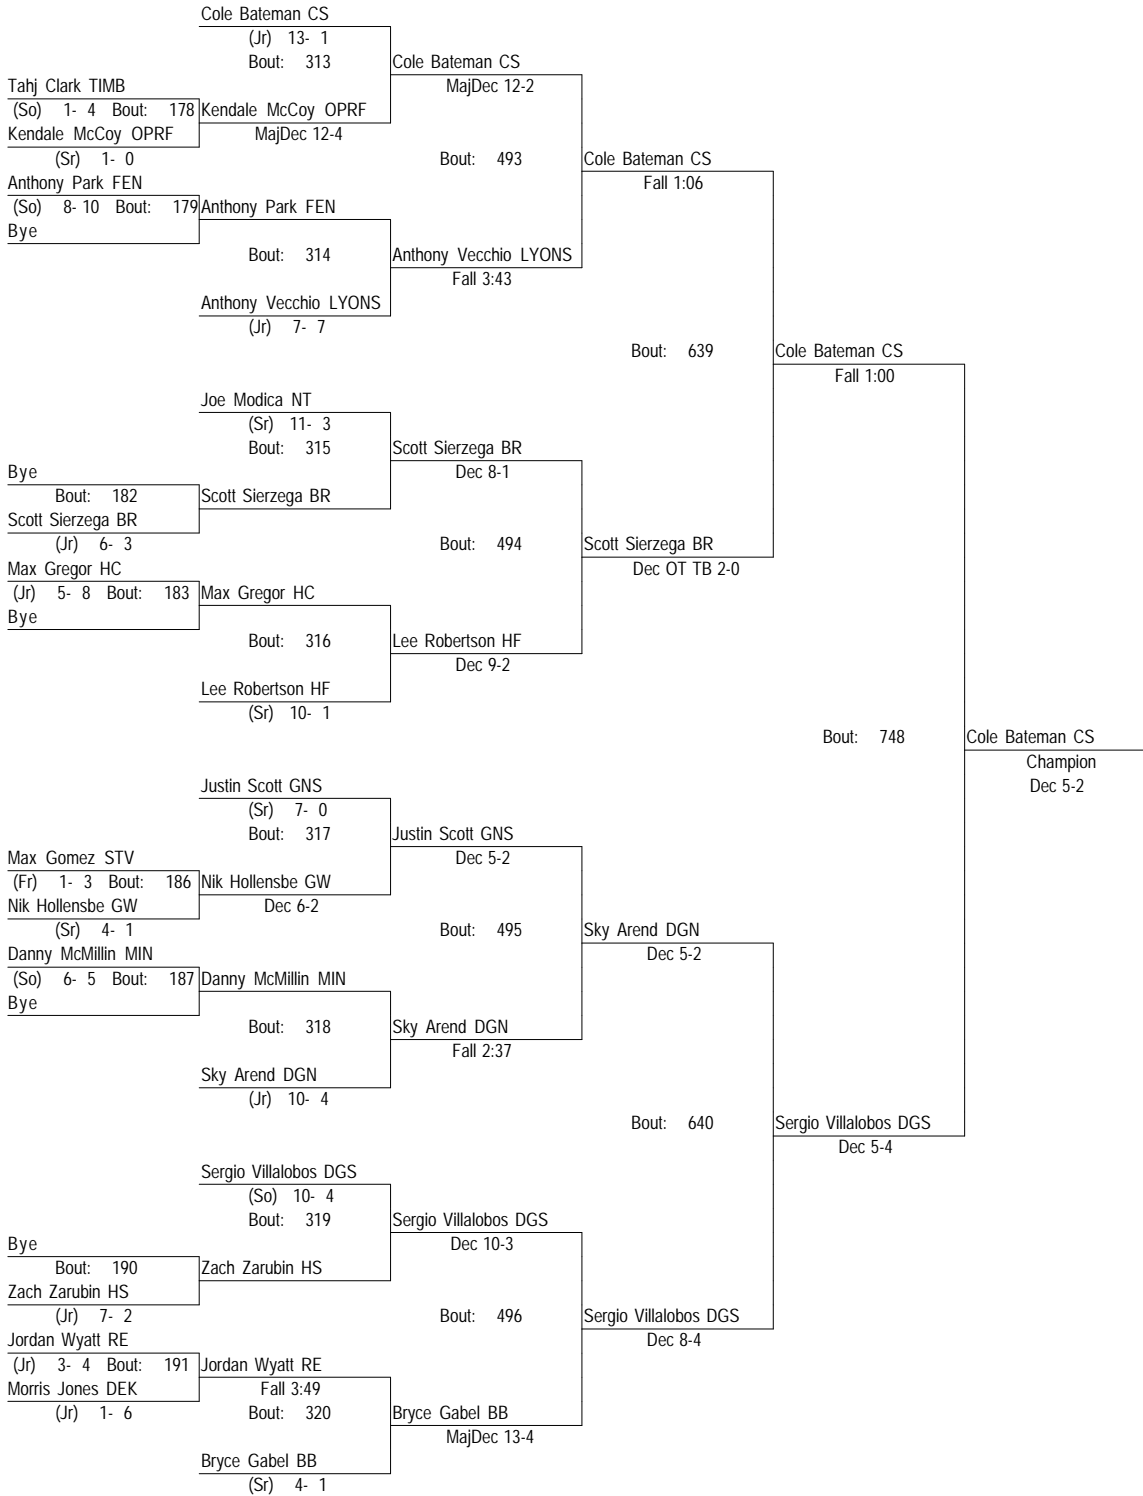 Cole Bateman CS
(Jr) 13- 1
Bout: 313
Cole Bateman CS
MajDec 12-2
Tahj Clark TIMB
(So) 1- 4 Bout: 178
Kendale McCoy OPRF
MajDec 12-4
Kendale McCoy OPRF
(Sr) 1- 0
Bout: 493
Cole Bateman CS
Fall 1:06
Anthony Park FEN
(So) 8- 10 Bout: 179
Anthony Park FEN
Bye
Bout: 314
Anthony Vecchio LYONS
Fall 3:43
Anthony Vecchio LYONS
(Jr) 7- 7
Bout: 639
Cole Bateman CS
Fall 1:00
Joe Modica NT
(Sr) 11- 3
Bout: 315
Scott Sierzega BR
Dec 8-1
Bye
Bout: 182
Scott Sierzega BR
Scott Sierzega BR
(Jr) 6- 3
Bout: 494
Scott Sierzega BR
Dec OT TB 2-0
Max Gregor HC
(Jr) 5- 8 Bout: 183
Max Gregor HC
Bye
Bout: 316
Lee Robertson HF
Dec 9-2
Lee Robertson HF
(Sr) 10- 1
Bout: 748
Cole Bateman CS
Champion
Dec 5-2
Justin Scott GNS
(Sr) 7- 0
Bout: 317
Justin Scott GNS
Dec 5-2
Max Gomez STV
(Fr) 1- 3 Bout: 186
Nik Hollensbe GW
Dec 6-2
Nik Hollensbe GW
(Sr) 4- 1
Bout: 495
Sky Arend DGN
Dec 5-2
Danny McMillin MIN
(So) 6- 5 Bout: 187
Danny McMillin MIN
Bye
Bout: 318
Sky Arend DGN
Fall 2:37
Sky Arend DGN
(Jr) 10- 4
Bout: 640
Sergio Villalobos DGS
Dec 5-4
Sergio Villalobos DGS
(So) 10- 4
Bout: 319
Sergio Villalobos DGS
Dec 10-3
Bye
Bout: 190
Zach Zarubin HS
Zach Zarubin HS
(Jr) 7- 2
Bout: 496
Sergio Villalobos DGS
Dec 8-4
Jordan Wyatt RE
(Jr) 3- 4 Bout: 191
Jordan Wyatt RE
Fall 3:49
Morris Jones DEK
(Jr) 1- 6
Bout: 320
Bryce Gabel BB
MajDec 13-4
Bryce Gabel BB
(Sr) 4- 1